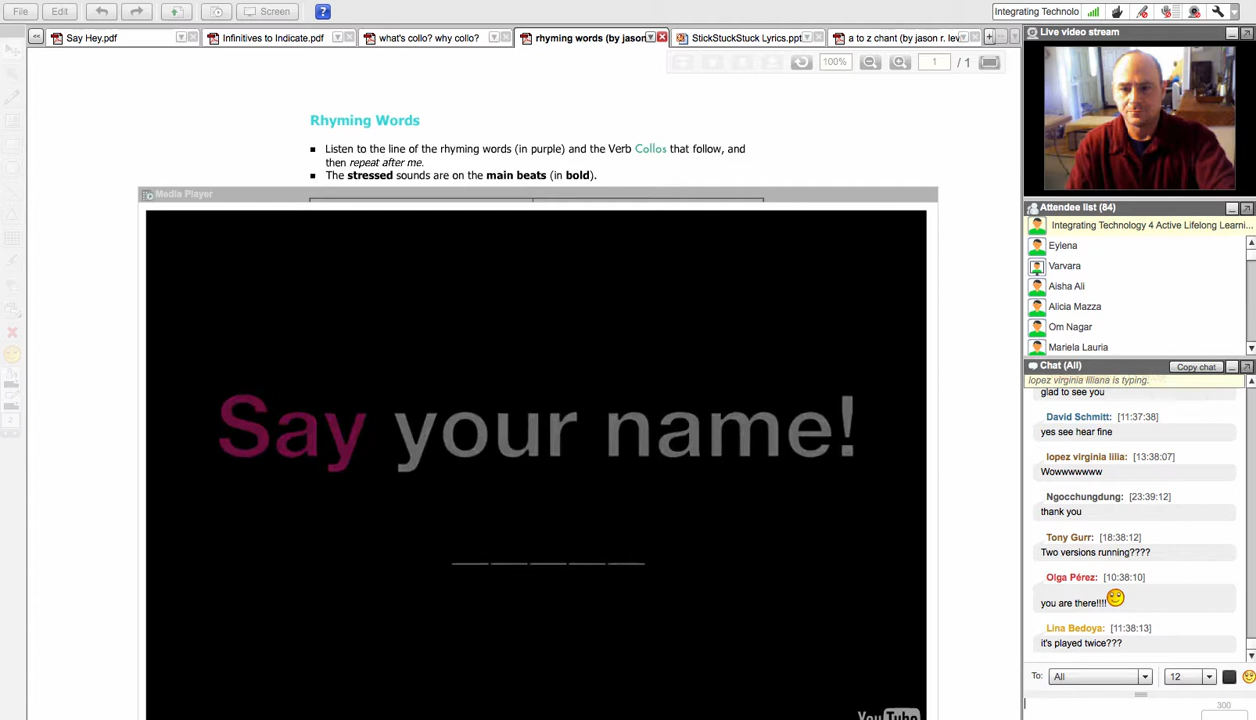 File
Edit
Screen
?
Integrating Technolo
<<
Say Hey.pdf
Infinitives to Indicate.pdf
what's collo? why collo?
rhyming words (by jason
StickStuckStuck Lyrics.ppt
a to z chant (by jason r. lev
100%
1
/ 1
Rhyming Words
Listen to the line of the rhyming words (in purple) and the Verb Collos that follow, and
then repeat after me.
The stressed sounds are on the main beats (in bold).
Media Player
Say your name!
_ _ _ _ _
YouTube
2
Live video stream
Attendee list (84)
Integrating Technology 4 Active Lifelong Learni...
Eylena
Varvara
Aisha Ali
Alicia Mazza
Om Nagar
Mariela Lauria
Chat (All)
Copy chat
lopez virginia liliana is typing.
glad to see you
David Schmitt: [11:37:38]
yes see hear fine
lopez virginia lilia: [13:38:07]
Wowwwwwww
Ngocchungdung: [23:39:12]
thank you
Tony Gurr: [18:38:12]
Two versions running????
Olga Pérez: [10:38:10]
you are there!!!!
Lina Bedoya: [11:38:13]
it's played twice???
To:
All
12
300